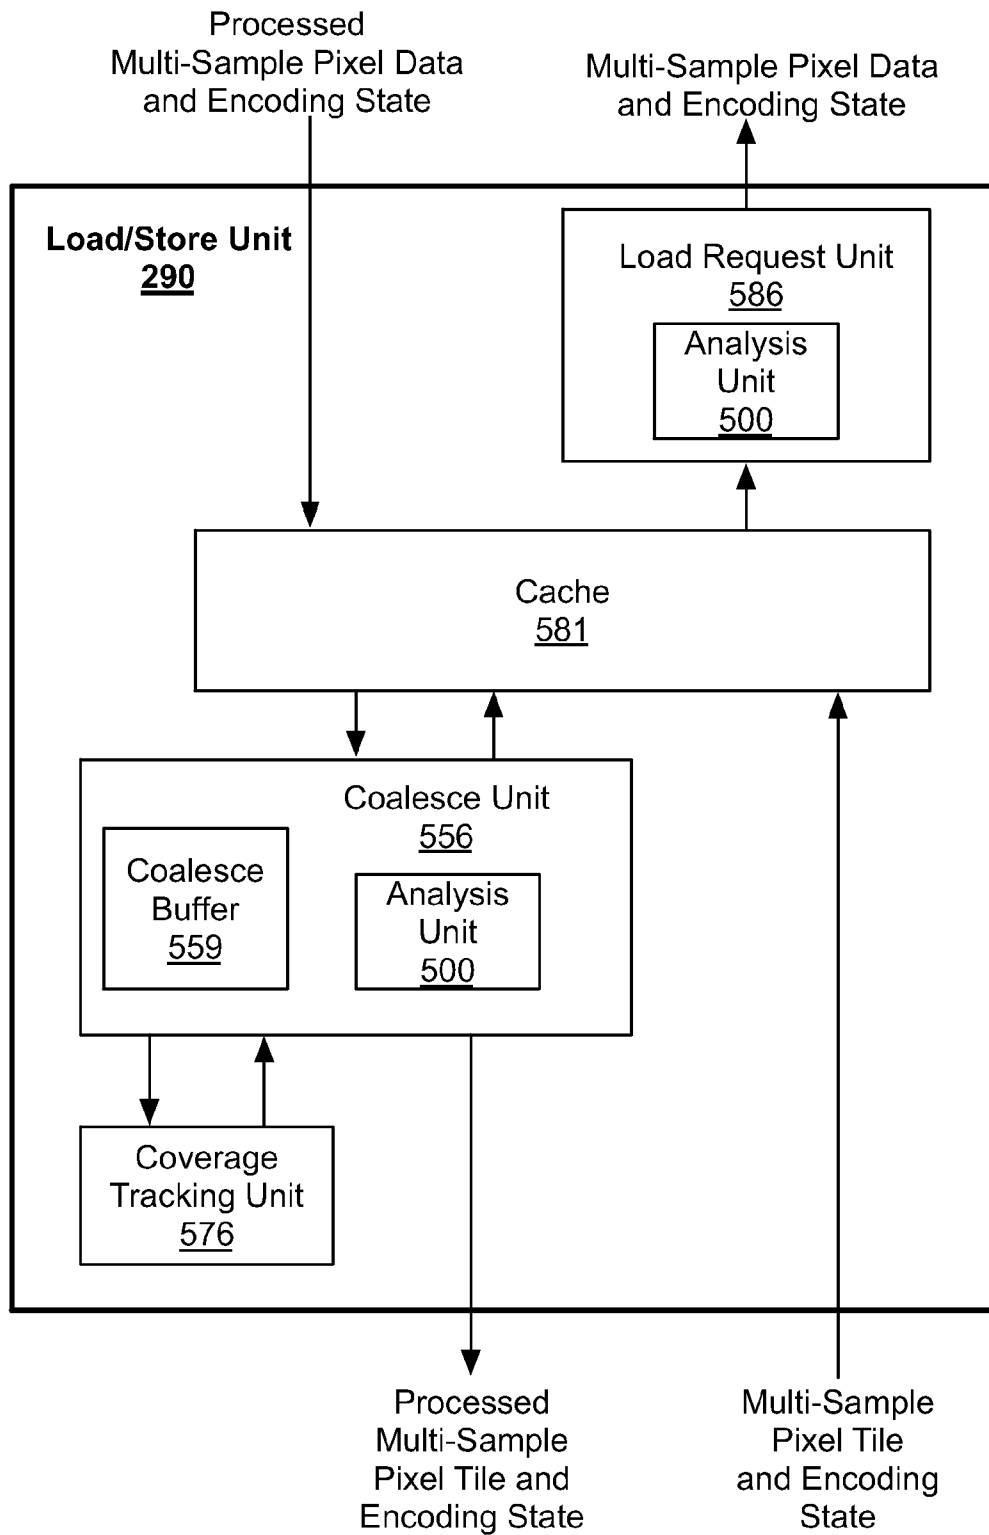 Processed
Multi-Sample Pixel Data
and Encoding State
Multi-Sample Pixel Data
and Encoding State
Load/Store Unit
290
Load Request Unit
586
Analysis
Unit
500
Cache
581
Coalesce Unit
556
Coalesce
Buffer
559
Analysis
Unit
500
Coverage
Tracking Unit
576
Processed
Multi-Sample
Pixel Tile and
Encoding State
Multi-Sample
Pixel Tile
and Encoding
State